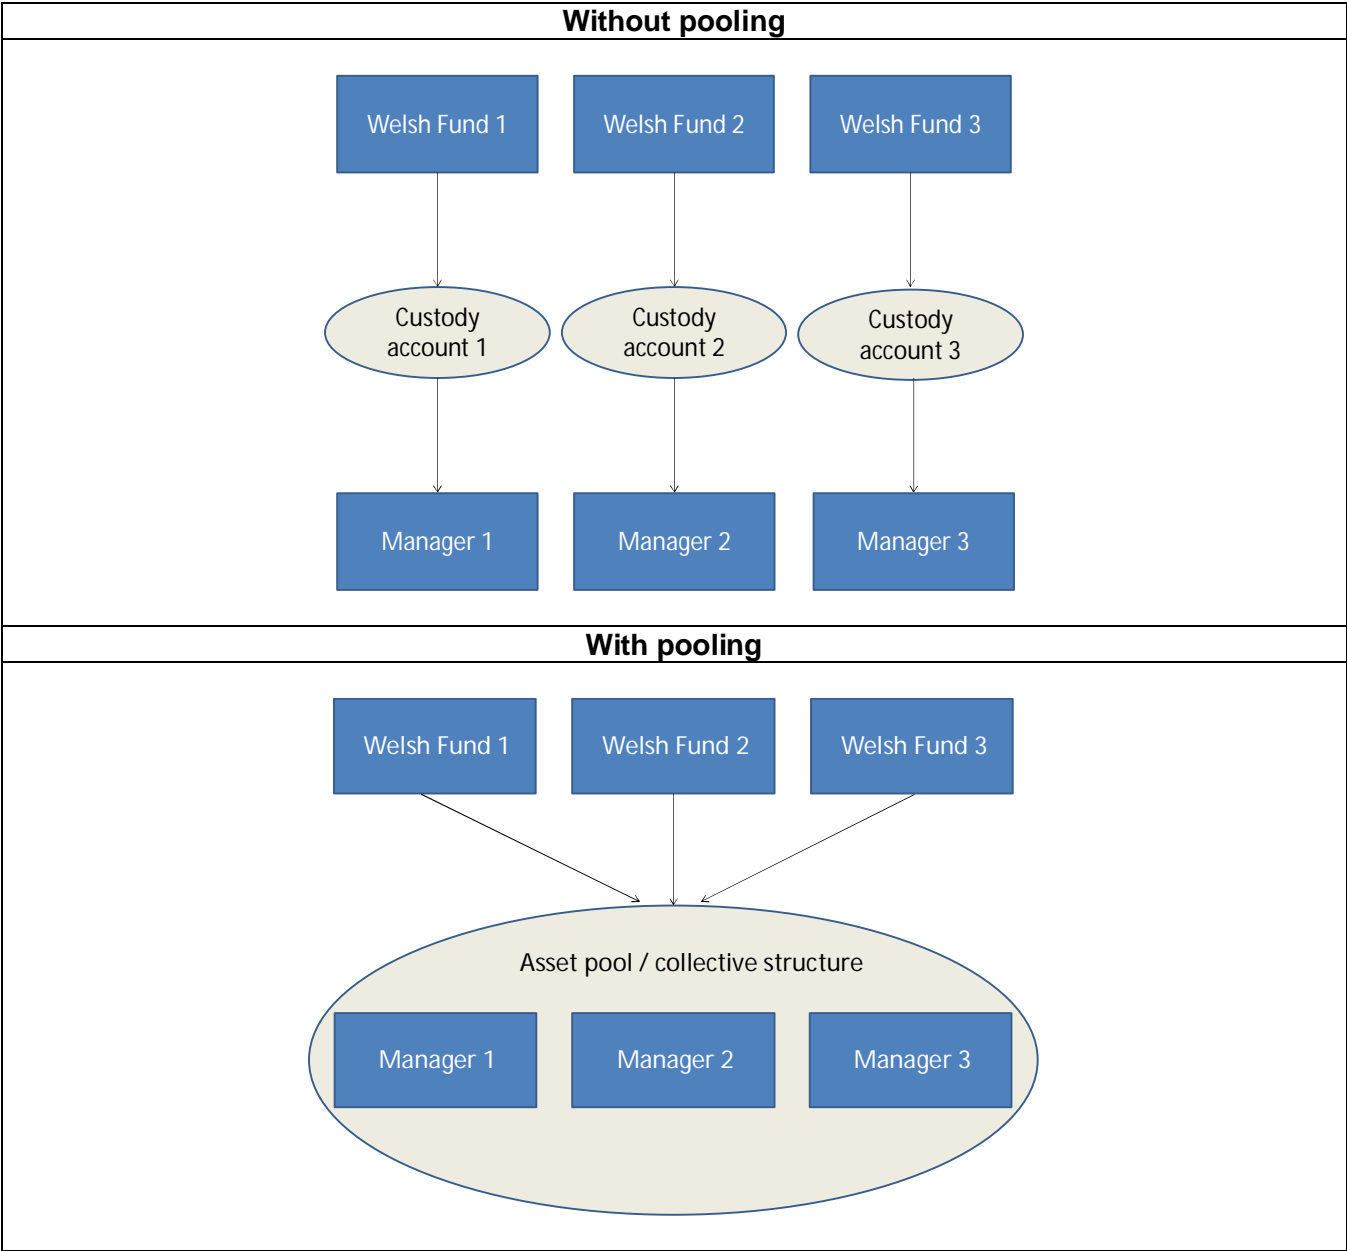 Without pooling
Welsh Fund 1
Welsh Fund 2
Welsh Fund 3
Custody
account 1
Custody
account 2
Custody
account 3
Manager 1
Manager 2
Manager 3
With pooling
Welsh Fund 1
Welsh Fund 2
Welsh Fund 3
Asset pool / collective structure
Manager 1
Manager 2
Manager 3